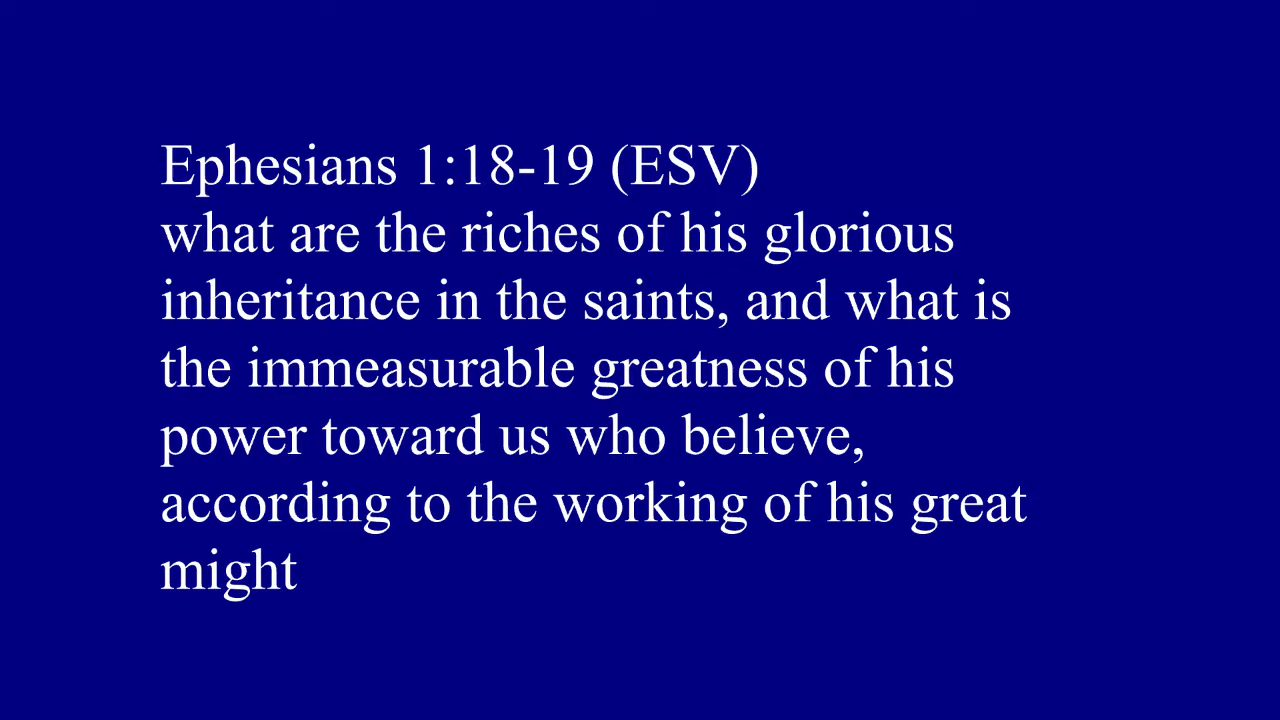 Ephesians 1:18-19 (ESV)
what are the riches of his glorious
inheritance in the saints, and what is
the immeasurable greatness of his
power toward us who believe,
according to the working of his great
might